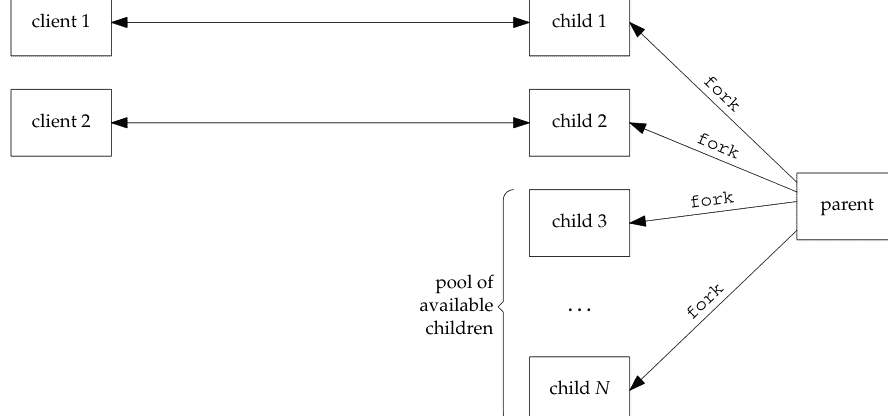 client 1
child 1
fork
client 2
child 2
fork
child 3
fork
parent
pool of
available
children
...
fork
child N